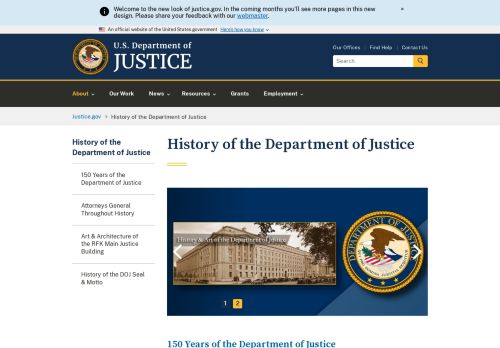 Welcome to the new look of justice.gov. In the coming months you'll see more pages in this new
design. Please share your feedback with our webmaster.
×
An official website of the United States government Here's how you know
U.S. Department of
JUSTICE
Our Offices | Find Help | Contact Us
Search
About
Our Work
News
Resources
Grants
Employment
Justice.gov
History of the Department of Justice
History of the
Department of Justice
150 Years of the
Department of Justice
Attorneys General
Throughout History
Art & Architecture of
the RFK Main Justice
Building
History of the DOJ Seal
& Motto
History of the Department of Justice
History & Art of the Department of Justice
DEPARTMENT OF JUSTICE
1 2
150 Years of the Department of Justice